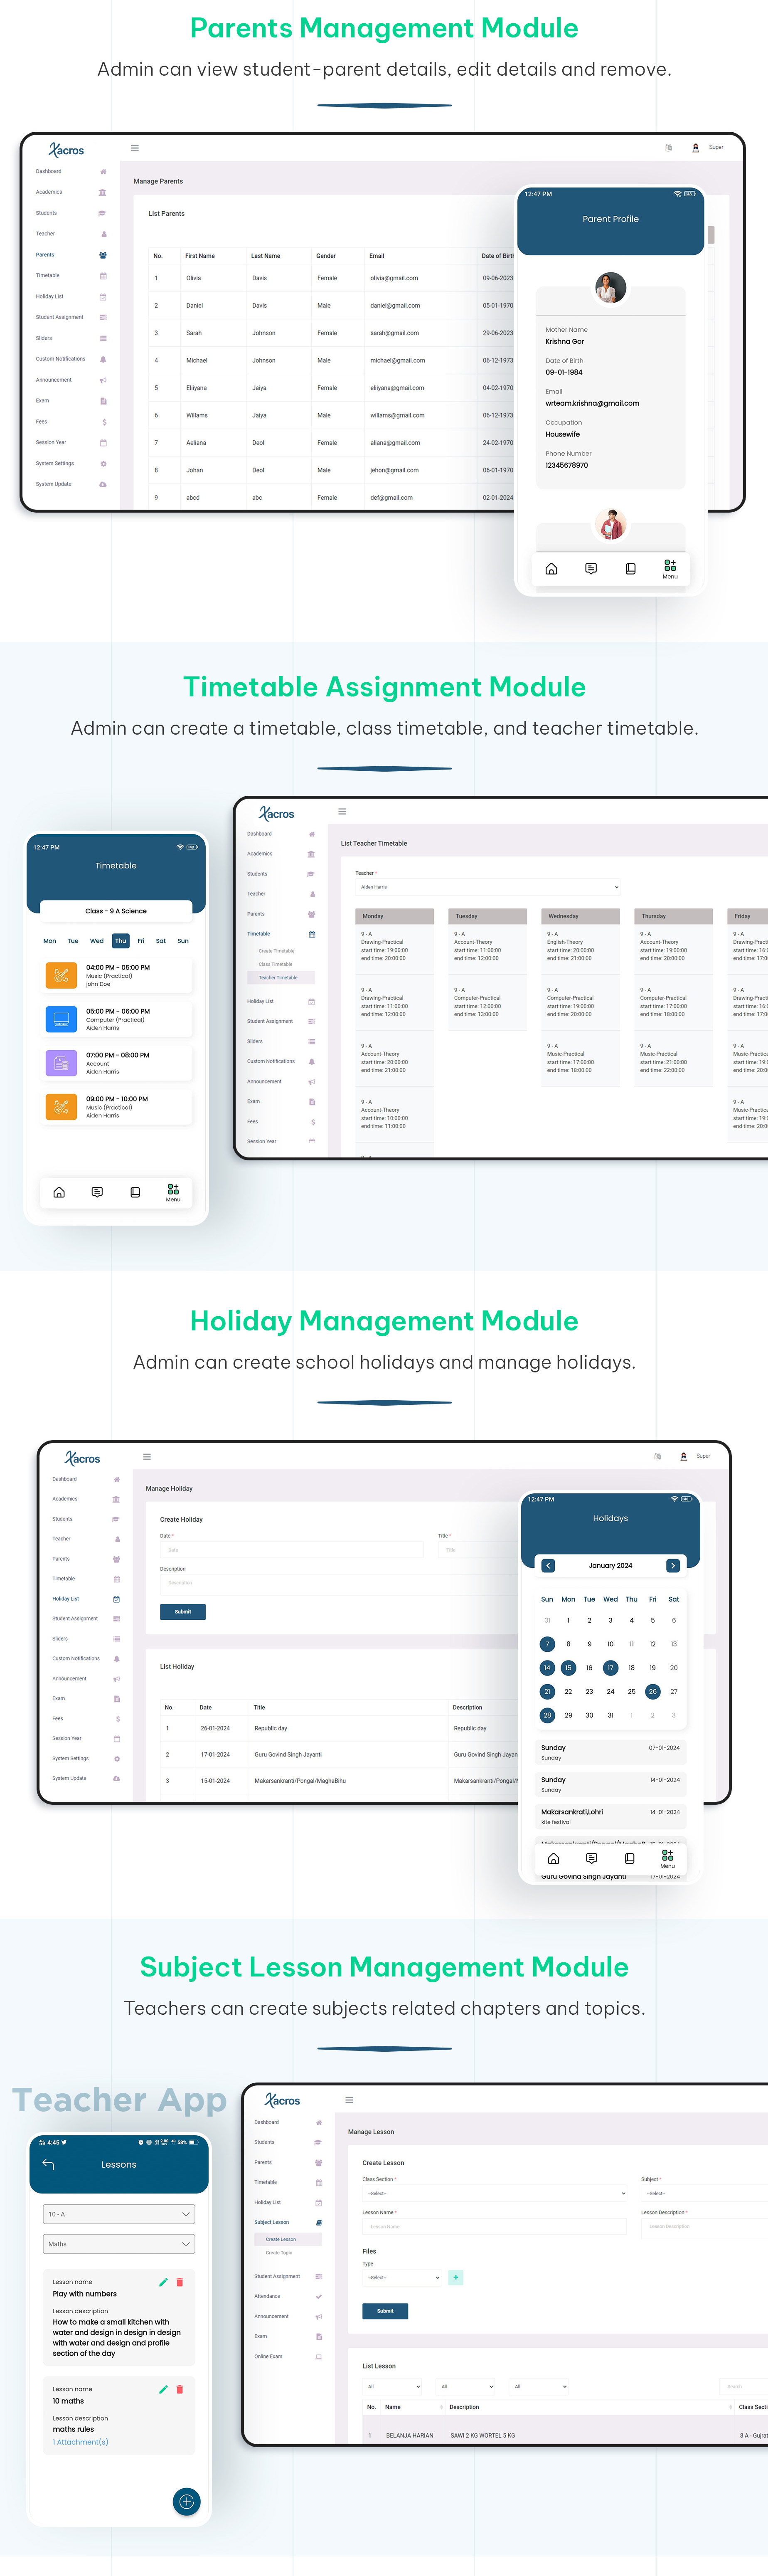 Parents Management Module
Admin can view student-parent details, edit details and remove.
Xacros
Super
Dashboard
Academics
Students
Teacher
Parents
Timetable
Holiday List
Student Assignment
Sliders
Custom Notifications
Announcement
Exam
Fees
Session Year
System Settings
System Update
Manage Parents
List Parents
No. First Name Last Name Gender Email Date of Birth
1 Olivia Davis Female olivia@gmail.com 09-06-2023
2 Daniel Davis Male daniel@gmail.com 05-01-1970
3 Sarah Johnson Female sarah@gmail.com 29-06-2023
4 Michael Johnson Male michael@gmail.com 06-12-1973
5 Eliiyana Jaiya Female eliiyana@gmail.com 04-02-1970
6 Willams Jaiya Male willams@gmail.com 06-12-1973
7 Aeliana Deol Female aliana@gmail.com 24-02-1970
8 Johan Deol Male jehon@gmail.com 06-01-1970
9 abcd abc Female def@gmail.com 02-01-2024
12:47 PM
Parent Profile
Mother Name
Krishna Gor
Date of Birth
09-01-1984
Email
wrteam.krishna@gmail.com
Occupation
Housewife
Phone Number
12345678970
Menu
Timetable Assignment Module
Admin can create a timetable, class timetable, and teacher timetable.
12:47 PM
Timetable
Class - 9 A Science
Mon Tue Wed Thu Fri Sat Sun
04:00 PM - 05:00 PM
Music (Practical)
john Doe
05:00 PM - 06:00 PM
Computer (Practical)
Aiden Harris
07:00 PM - 08:00 PM
Account
Aiden Harris
09:00 PM - 10:00 PM
Music (Practical)
Aiden Harris
Menu
Xacros
Dashboard
Academics
Students
Teacher
Parents
Timetable
Create Timetable
Class Timetable
Teacher Timetable
Holiday List
Student Assignment
Sliders
Custom Notifications
Announcement
Exam
Fees
Session Year
List Teacher Timetable
Teacher *
Aiden Harris
Monday Tuesday Wednesday Thursday Friday
9 - A 9 - A 9 - A 9 - A 9 - A
Drawing-Practical Account-Theory English-Theory Account-Theory Drawing-Practic
start time: 19:00:00 start time: 11:00:00 start time: 20:00:00 start time: 19:00:00 start time: 16:0
end time: 20:00:00 end time: 12:00:00 end time: 21:00:00 end time: 20:00:00 end time: 17:0
9 - A 9 - A 9 - A 9 - A 9 - A
Drawing-Practical Computer-Practical Computer-Practical Computer-Practical Drawing-Practic
start time: 11:00:00 start time: 12:00:00 start time: 19:00:00 start time: 17:00:00
end time: 12:00:00 end time: 13:00:00 end time: 20:00:00 end time: 18:00:00
9 - A 9 - A 9 - A 9 - A
Account-Theory Music-Practical Music-Practical Music-Practica
start time: 20:00:00 start time: 17:00:00 start time: 21:00:00 start time: 19:0
end time: 21:00:00 end time: 18:00:00 end time: 22:00:00 end time: 20:0
9 - A 9 - A
Account-Theory Music-Practica
start time: 10:00:00
end time: 11:00:00
Holiday Management Module
Admin can create school holidays and manage holidays.
Xacros
Super
Dashboard
Academics
Students
Teacher
Parents
Timetable
Holiday List
Student Assignment
Sliders
Custom Notifications
Announcement
Exam
Fees
Session Year
System Settings
System Update
Manage Holiday
Create Holiday
Date * Title *
Date Title
Description
Description
Submit
List Holiday
No. Date Title Description
1 26-01-2024 Republic day Republic day
2 17-01-2024 Guru Govind Singh Jayanti Guru Govind Singh Jayan
3 15-01-2024 Makarsankranti/Pongal/MaghaBihu Makarsankranti/Pongal/
12:47 PM
Holidays
January 2024
Sun Mon Tue Wed Thu Fri Sat
31 1 2 3 4 5 6
7 8 9 10 11 12 13
14 15 16 17 18 19 20
21 22 23 24 25 26 27
28 29 30 31 1 2 3
Sunday 07-01-2024
Sunday
Sunday 14-01-2024
Sunday
Makarsankrati,Lohri 14-01-2024
kite festival
Menu
Guru Govind Singh Jayanti 17-01-2024
Subject Lesson Management Module
Teachers can create subjects related chapters and topics.
Teacher App
4:45
58%
Lessons
10 - A
Maths
Lesson name
Play with numbers
Lesson description
How to make a small kitchen with
water and design in design in design
with water and design and profile
section of the day
Lesson name
10 maths
Lesson description
maths rules
1 Attachment(s)
Xacros
Dashboard
Students
Parents
Timetable
Holiday List
Subject Lesson
Create Lesson
Create Topic
Student Assignment
Attendance
Announcement
Exam
Online Exam
Manage Lesson
Create Lesson
Class Section * Subject *
--Select-- --Select--
Lesson Name * Lesson Description *
Lesson Name Lesson Description
Files
Type
--Select--
+
Submit
List Lesson
All All All Search
No. Name Description Class Secti
1 BELANJA HARIAN SAWI 2 KG WORTEL 5 KG 8 A - Gujrat